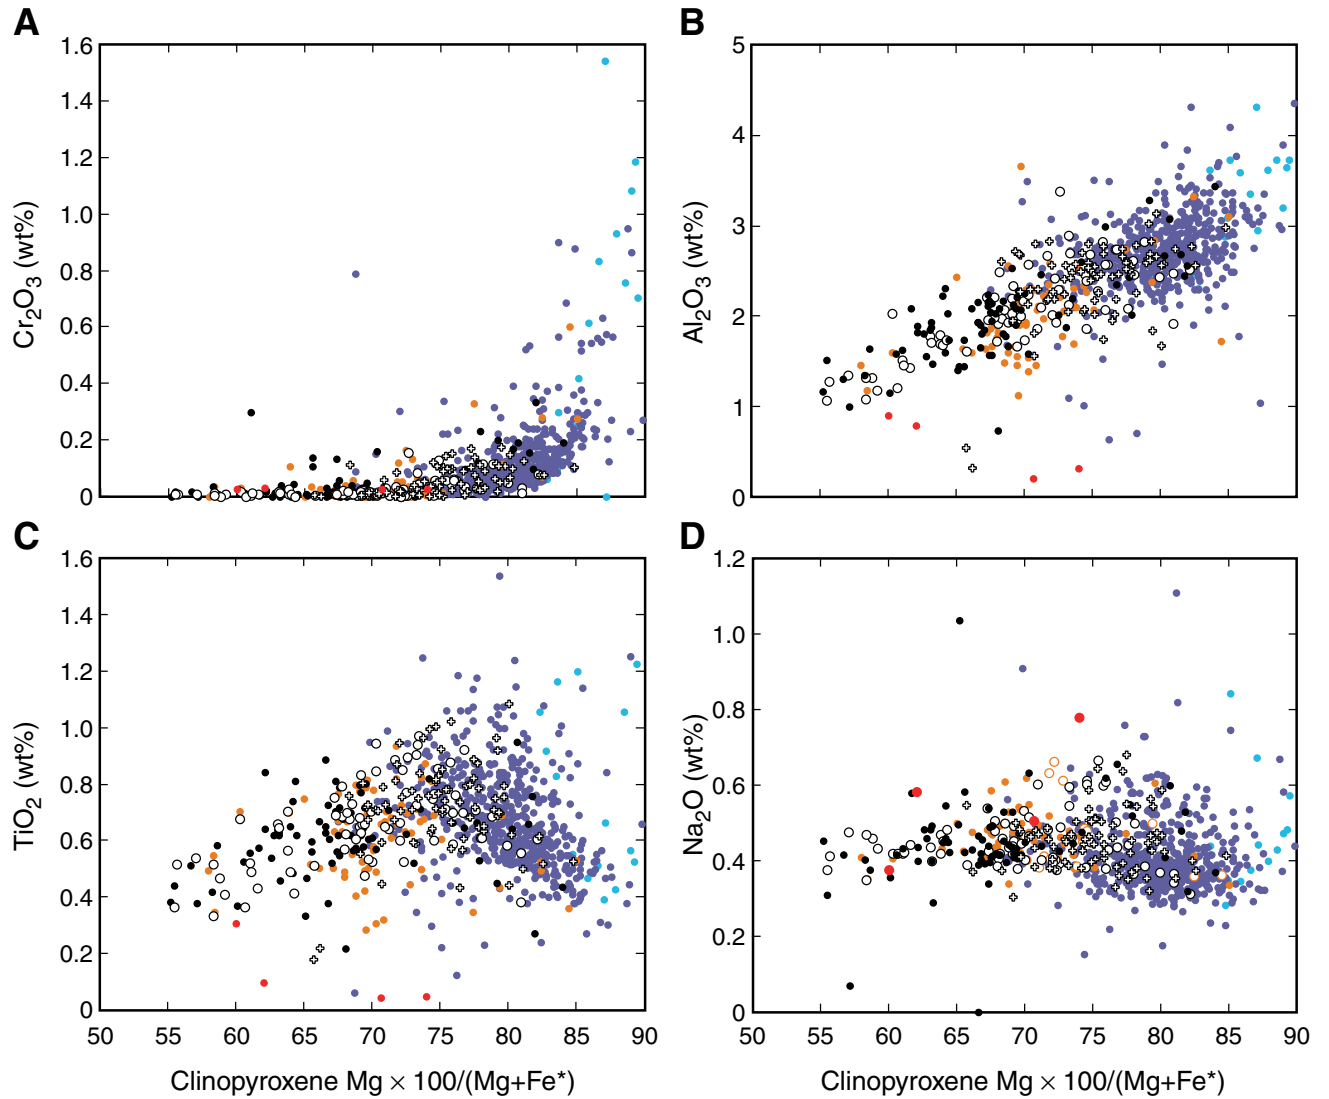 A
B
1.6
1.4
1.2
1.0
0.8
0.6
0.4
0.2
0
Cr2O3 (wt%)
5
4
3
2
1
0
Al2O3 (wt%)
C
D
1.6
1.4
1.2
1.0
0.8
0.6
0.4
0.2
0
TiO2 (wt%)
50 55 60 65 70 75 80 85 90
Clinopyroxene Mg × 100/(Mg+Fe*)
1.2
1.0
0.8
0.6
0.4
0.2
0
Na2O (wt%)
50 55 60 65 70 75 80 85 90
Clinopyroxene Mg × 100/(Mg+Fe*)